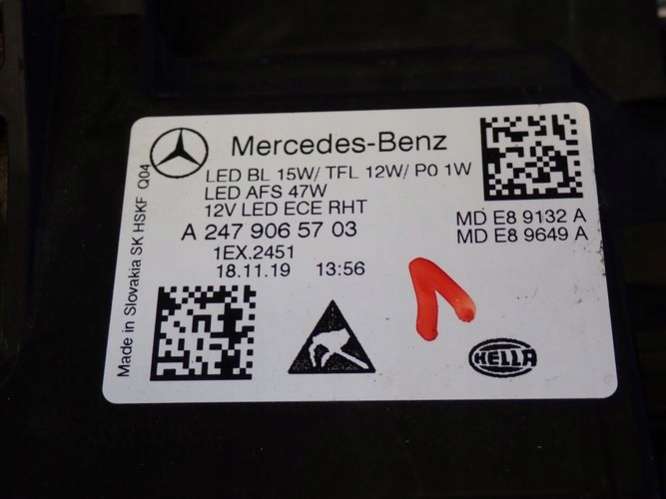 Mercedes-Benz
LED BL 15W/ TFL 12W/ P0 1W
LED AFS 47W
12V LED ECE RHT
A 247 906 57 03
1EX.2451
18.11.19 13:56
MD E8 9132 A
MD E8 9649 A
Made in Slovakia SK HSKF Q04
HELLA